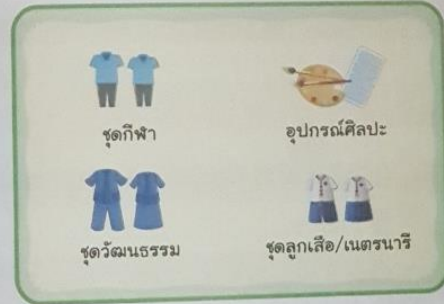 ชุดกีฬา
อุปกรณ์ศิลปะ
ชุดวัฒนธรรม
ชุดลูกเสือ/เนตรนารี